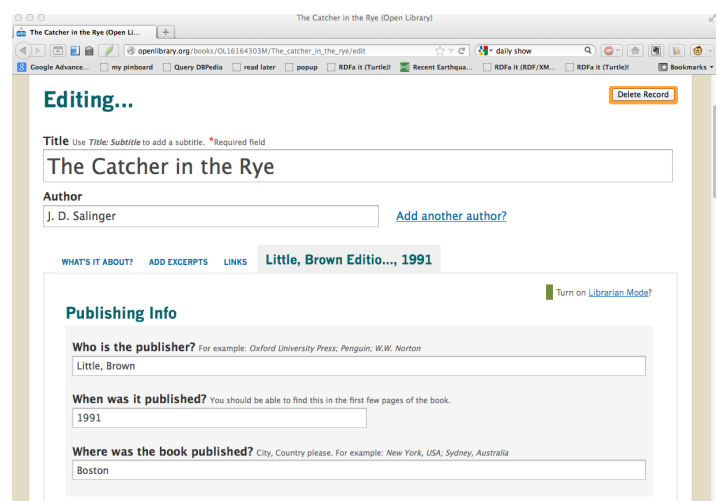 The Catcher in the Rye (Open Library)
The Catcher in the Rye (Open Li...
openlibrary.org/books/OL16164303M/The_catcher_in_the_rye/edit
daily show
Google Advance... my pinboard Query DBPedia read later popup RDFa it (Turtle)! Recent Earthqua... RDFa it (RDF/XM... RDFa it (Turtle)! Bookmarks
Editing...
Delete Record
Title Use Title: Subtitle to add a subtitle. *Required field
The Catcher in the Rye
Author
J. D. Salinger
Add another author?
WHAT'S IT ABOUT? ADD EXCERPTS LINKS Little, Brown Editio..., 1991
Turn on Librarian Mode?
Publishing Info
Who is the publisher? For example: Oxford University Press; Penguin; W.W. Norton
Little, Brown
When was it published? You should be able to find this in the first few pages of the book.
1991
Where was the book published? City, Country please. For example: New York, USA; Sydney, Australia
Boston